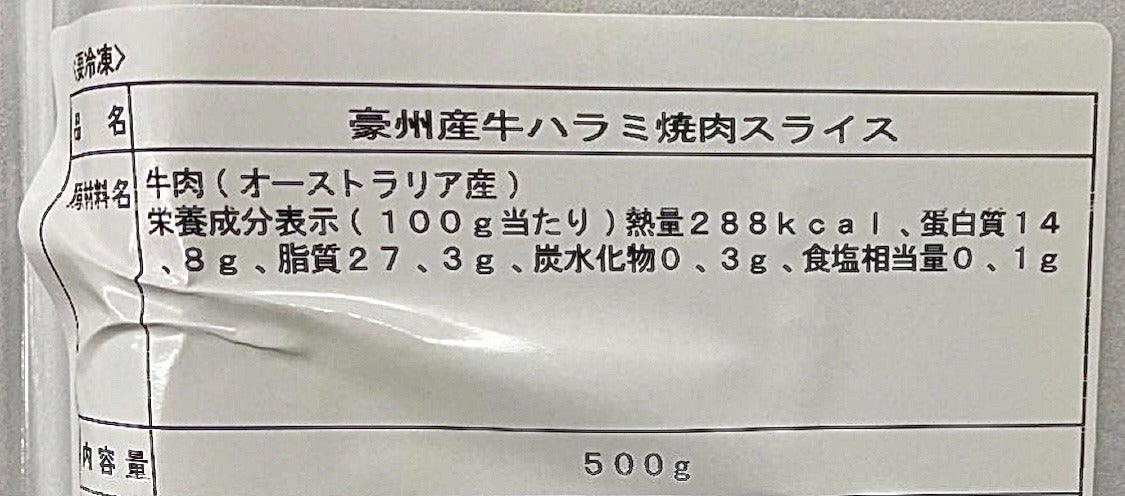 〈要冷凍〉
品名 豪州産牛ハラミ焼肉スライス
原材料名 牛肉(オーストラリア産)
栄養成分表示(100g当たり)熱量288kcal、蛋白質14
、8g、脂質27、3g、炭水化物0、3g、食塩相当量0、1g
内容量 500g